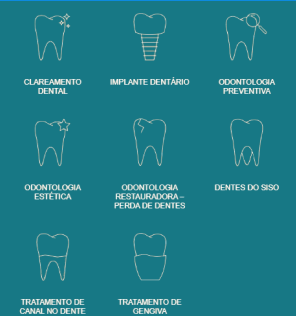 CLAREAMENTO
DENTAL
IMPLANTE DENTÁRIO
ODONTOLOGIA
PREVENTIVA
ODONTOLOGIA
ESTÉTICA
ODONTOLOGIA
RESTAURADORA –
PERDA DE DENTES
DENTES DO SISO
TRATAMENTO DE
CANAL NO DENTE
TRATAMENTO DE
GENGIVA